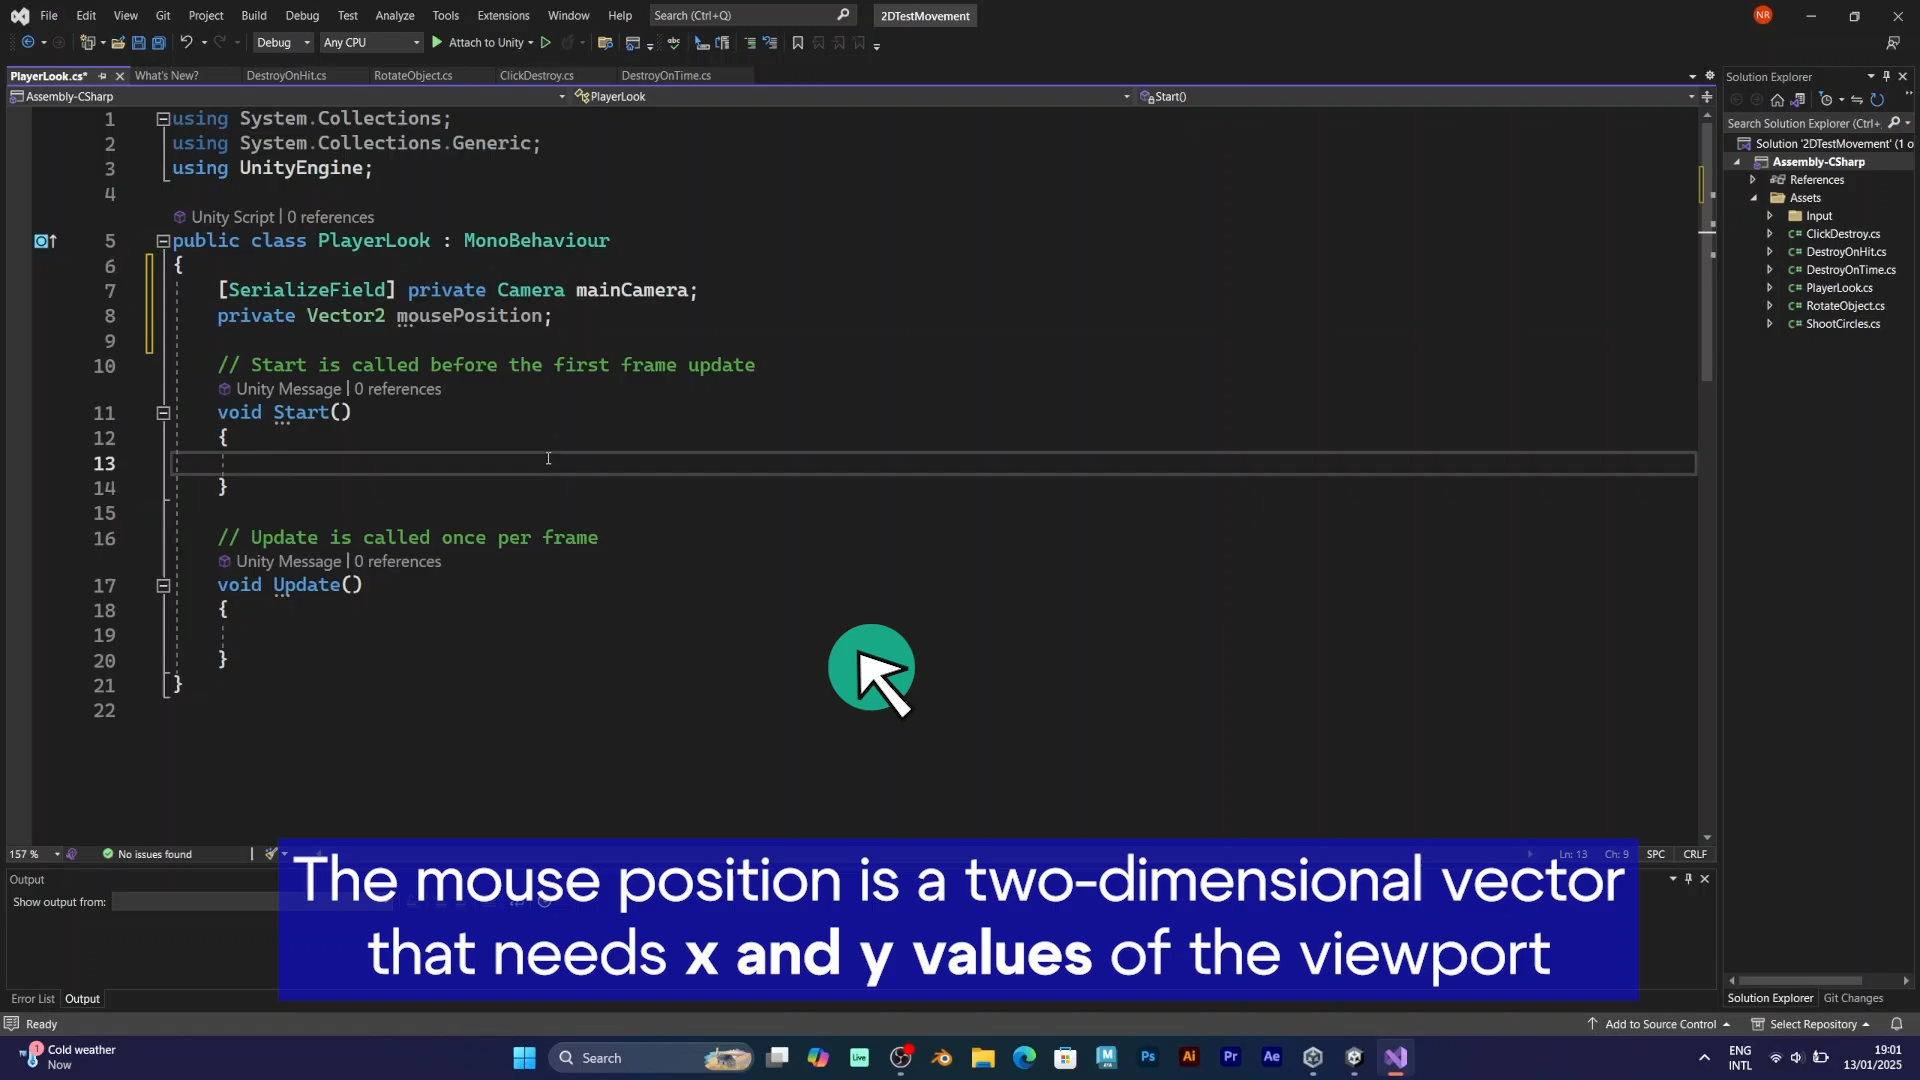 File Edit View Git Project Build Debug Test Analyze Tools Extensions Window Help Search (Ctrl+Q) 2DTestMovement NR
Debug Any CPU Attach to Unity
PlayerLook.cs* What's New? DestroyOnHit.cs RotateObject.cs ClickDestroy.cs DestroyOnTime.cs
Assembly-CSharp PlayerLook Start()
1 using System.Collections;
2 using System.Collections.Generic;
3 using UnityEngine;
4
Unity Script | 0 references
5 public class PlayerLook : MonoBehaviour
6 {
7 [SerializeField] private Camera mainCamera;
8 private Vector2 mousePosition;
9
10 // Start is called before the first frame update
Unity Message | 0 references
11 void Start()
12 {
13
14 }
15
16 // Update is called once per frame
Unity Message | 0 references
17 void Update()
18 {
19
20 }
21 }
22
157 % No issues found Ln: 13 Ch: 9 SPC CRLF
Output
Show output from:
Error List Output
The mouse position is a two-dimensional vector
that needs x and y values of the viewport
Solution Explorer
Search Solution Explorer (Ctrl+
Solution '2DTestMovement' (1 o
Assembly-CSharp
References
Assets
Input
C# ClickDestroy.cs
C# DestroyOnHit.cs
C# DestroyOnTime.cs
C# PlayerLook.cs
C# RotateObject.cs
C# ShootCircles.cs
Solution Explorer Git Changes
Ready Add to Source Control Select Repository
1 Cold weather
Now
Search
Live
M
Ps Ai Pr Ae
ENG
INTL
19:01
13/01/2025